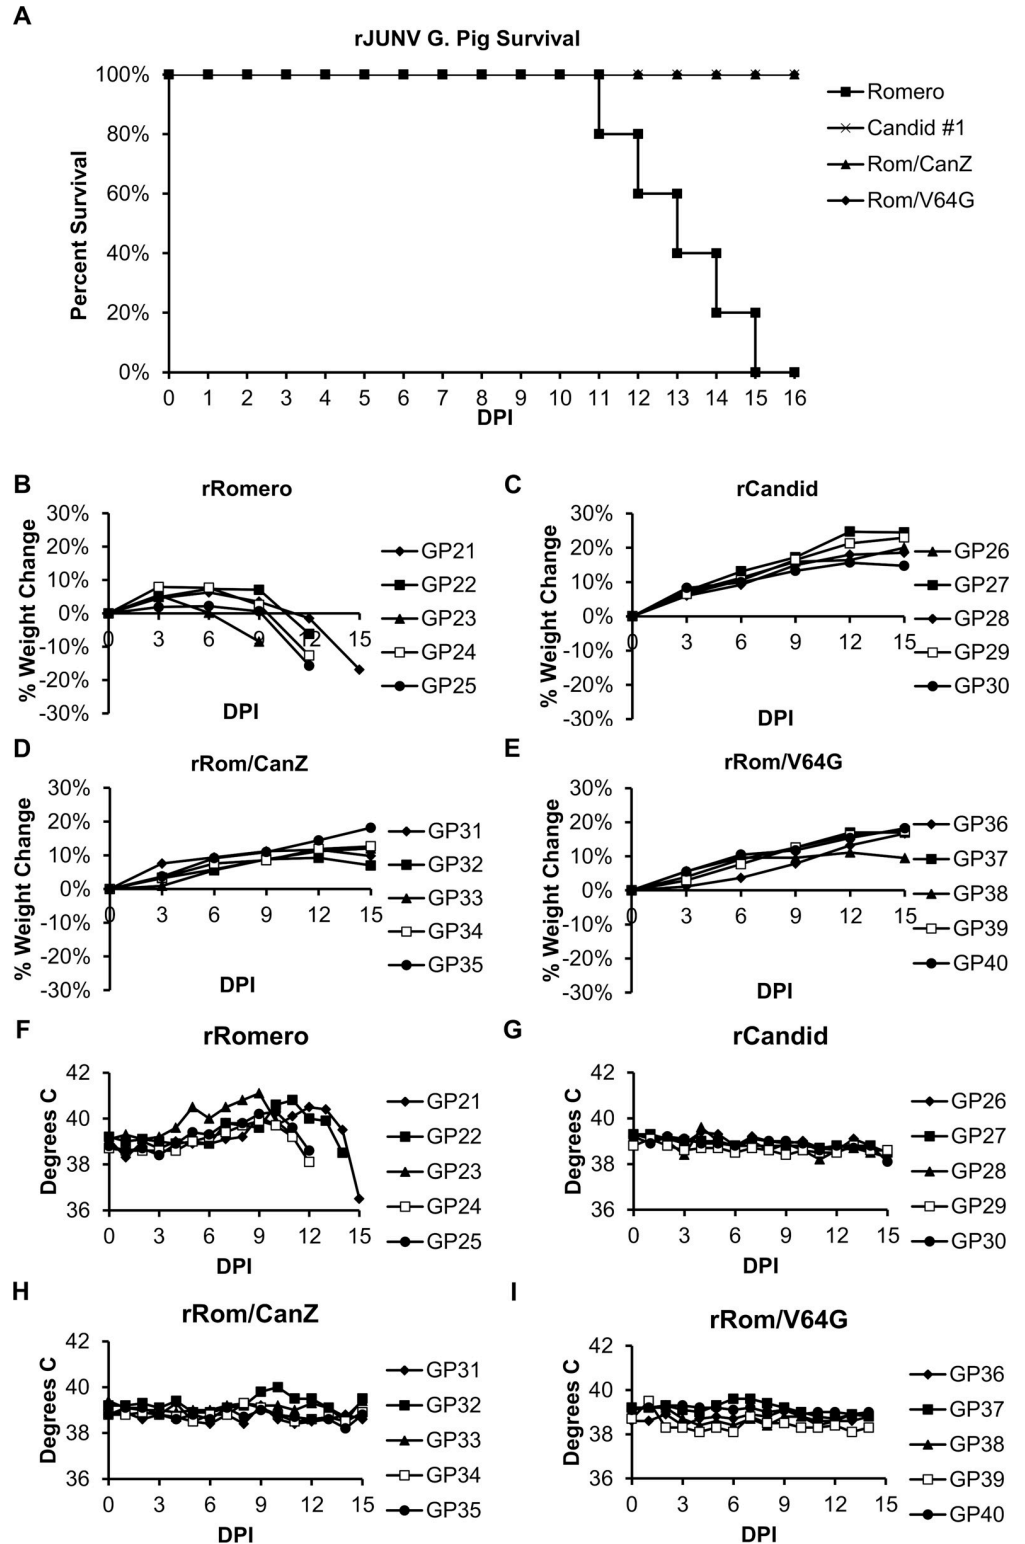 A
rJUNV G. Pig Survival
Percent Survival
100%
80%
60%
40%
20%
0%
0 1 2 3 4 5 6 7 8 9 10 11 12 13 14 15 16
DPI
Romero
Candid #1
Rom/CanZ
Rom/V64G
B
rRomero
% Weight Change
30%
20%
10%
0%
-10%
-20%
-30%
0 3 6 9 12 15
DPI
GP21
GP22
GP23
GP24
GP25
C
rCandid
% Weight Change
30%
20%
10%
0%
-10%
-20%
-30%
0 3 6 9 12 15
DPI
GP26
GP27
GP28
GP29
GP30
D
rRom/CanZ
% Weight Change
30%
20%
10%
0%
-10%
-20%
-30%
0 3 6 9 12 15
DPI
GP31
GP32
GP33
GP34
GP35
E
rRom/V64G
% Weight Change
30%
20%
10%
0%
-10%
-20%
-30%
0 3 6 9 12 15
DPI
GP36
GP37
GP38
GP39
GP40
F
rRomero
Degrees C
42
40
38
36
0 3 6 9 12 15
DPI
GP21
GP22
GP23
GP24
GP25
G
rCandid
Degrees C
42
40
38
36
0 3 6 9 12 15
DPI
GP26
GP27
GP28
GP29
GP30
H
rRom/CanZ
Degrees C
42
40
38
36
0 3 6 9 12 15
DPI
GP31
GP32
GP33
GP34
GP35
I
rRom/V64G
Degrees C
42
40
38
36
0 3 6 9 12 15
DPI
GP36
GP37
GP38
GP39
GP40